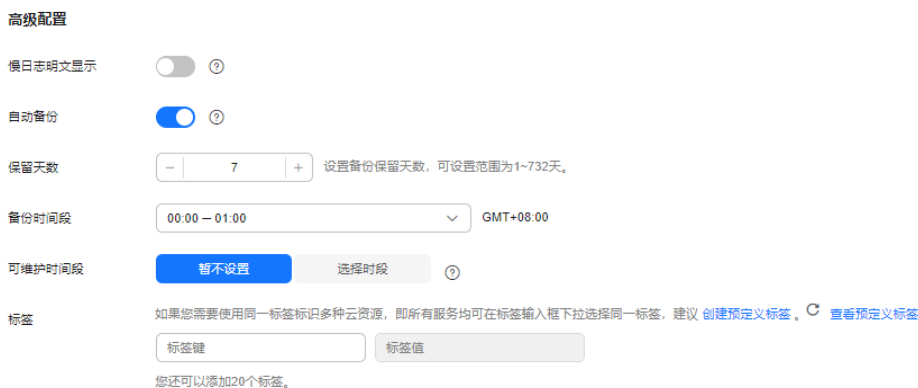 高级配置
慢日志明文显示
自动备份
保留天数 − 7 + 设置备份保留天数，可设置范围为1~732天。
备份时间段 00:00 — 01:00 GMT+08:00
可维护时间段 暂不设置 选择时段
标签 如果您需要使用同一标签标识多种云资源，即所有服务均可在标签输入框下拉选择同一标签，建议 创建预定义标签 。 查看预定义标签
标签键 标签值
您还可以添加20个标签。